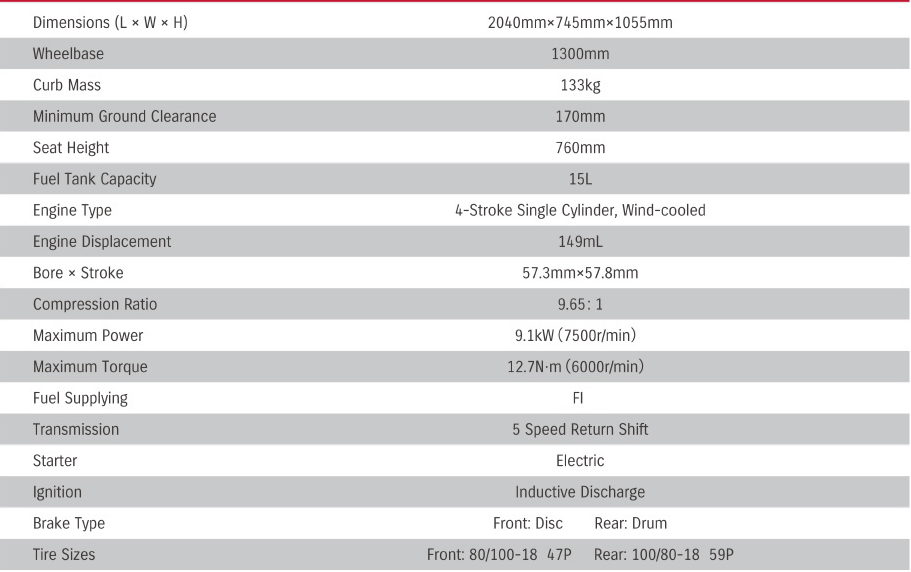 Dimensions (L × W × H) 2040mm×745mm×1055mm
Wheelbase 1300mm
Curb Mass 133kg
Minimum Ground Clearance 170mm
Seat Height 760mm
Fuel Tank Capacity 15L
Engine Type 4-Stroke Single Cylinder, Wind-cooled
Engine Displacement 149mL
Bore × Stroke 57.3mm×57.8mm
Compression Ratio 9.65: 1
Maximum Power 9.1kW (7500r/min)
Maximum Torque 12.7N·m (6000r/min)
Fuel Supplying FI
Transmission 5 Speed Return Shift
Starter Electric
Ignition Inductive Discharge
Brake Type Front: Disc Rear: Drum
Tire Sizes Front: 80/100-18 47P Rear: 100/80-18 59P